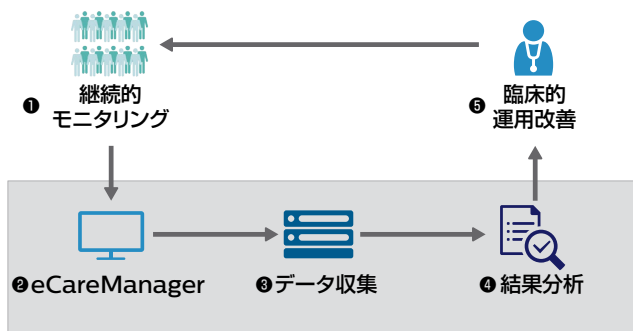 ❶ 継続的
モニタリング
❺ 臨床的
運用改善
❷eCareManager
❸データ収集
❹結果分析